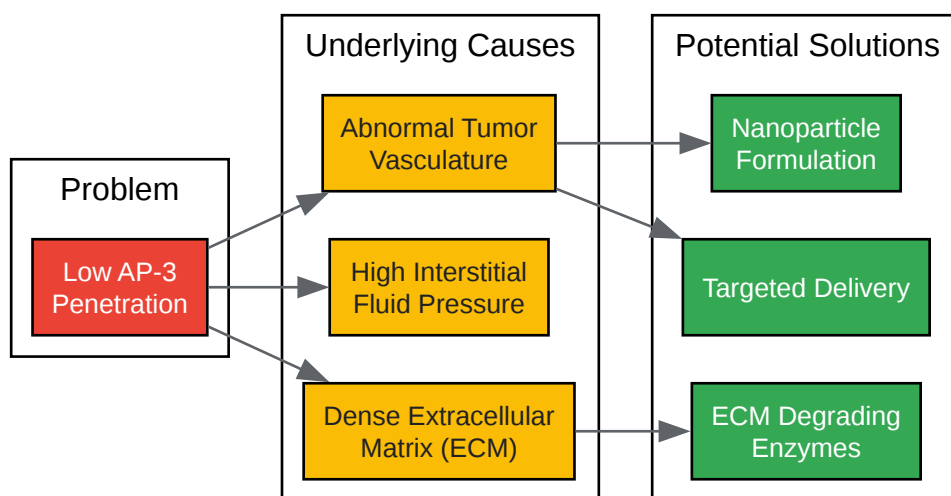 Problem
Low AP-3
Penetration
Underlying Causes
Abnormal Tumor
Vasculature
High Interstitial
Fluid Pressure
Dense Extracellular
Matrix (ECM)
Potential Solutions
Nanoparticle
Formulation
Targeted Delivery
ECM Degrading
Enzymes